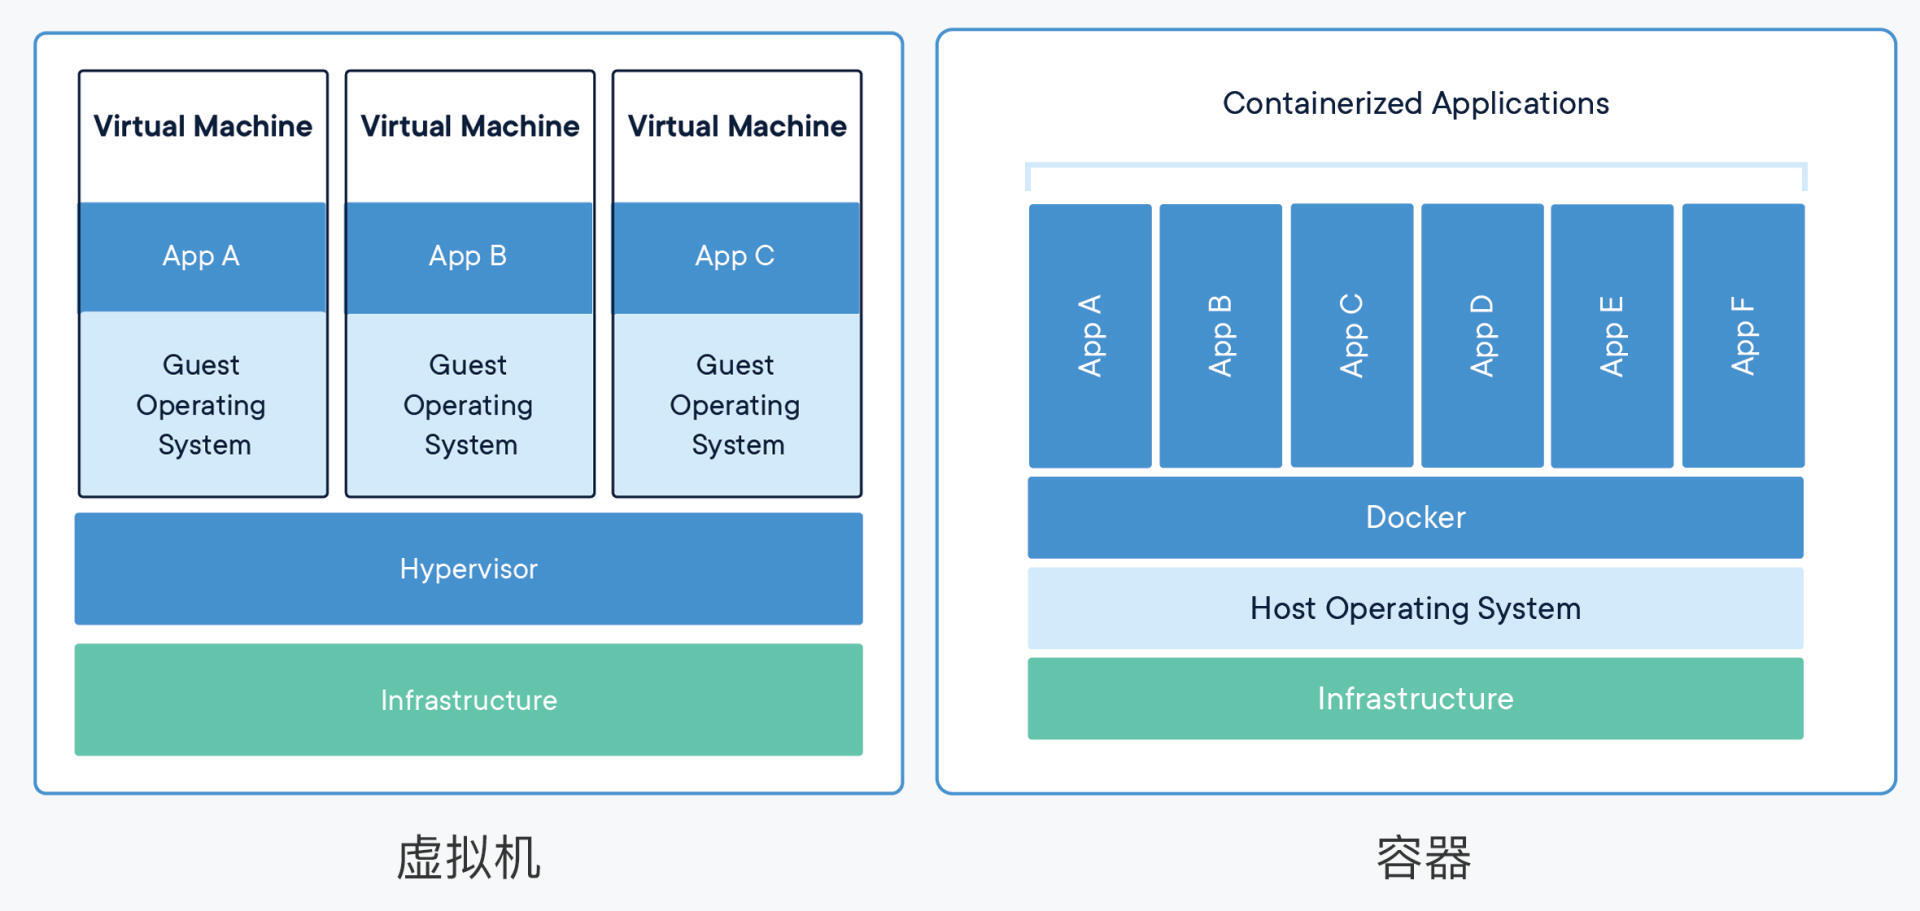 Virtual Machine
Virtual Machine
Virtual Machine
App A
App B
App C
Guest
Operating
System
Guest
Operating
System
Guest
Operating
System
Hypervisor
Infrastructure
虚拟机
Containerized Applications
App A
App B
App C
App D
App E
App F
Docker
Host Operating System
Infrastructure
容器